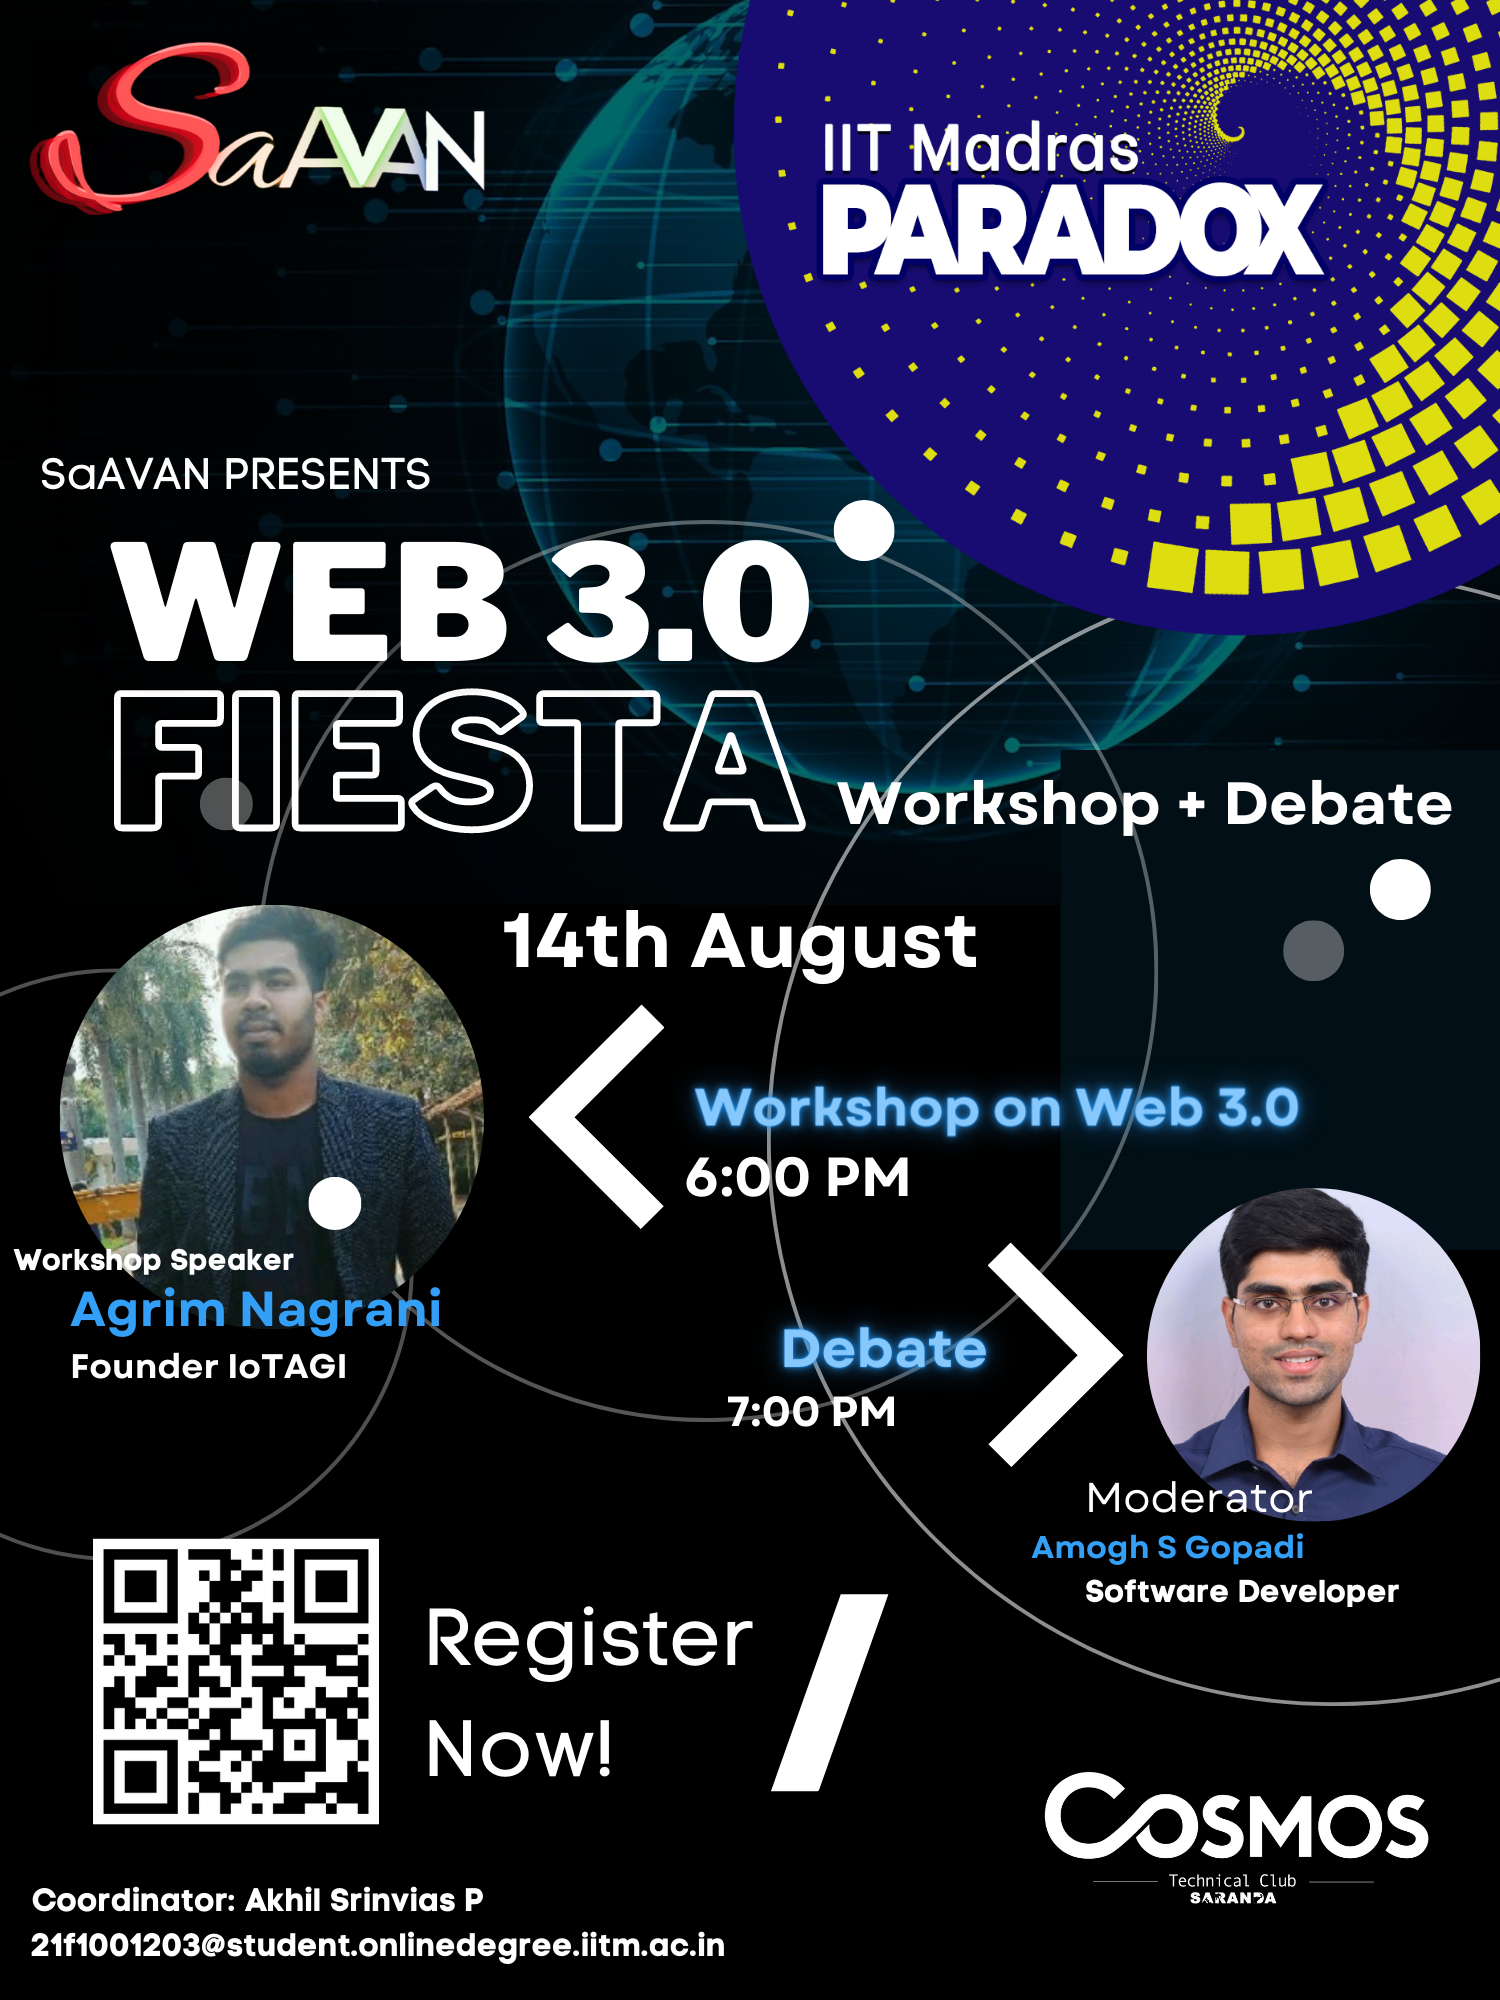 SaAVAN
IIT Madras
PARADOX
SaAVAN PRESENTS
WEB 3.0
FIESTA
Workshop + Debate
14th August
Workshop on Web 3.0
6:00 PM
Workshop Speaker
Agrim Nagrani
Founder IoTAGI
Debate
7:00 PM
Moderator
Amogh S Gopadi
Software Developer
Register
Now!
COSMOS
Technical Club
SARANDA
Coordinator: Akhil Srinvias P
21f1001203@student.onlinedegree.iitm.ac.in